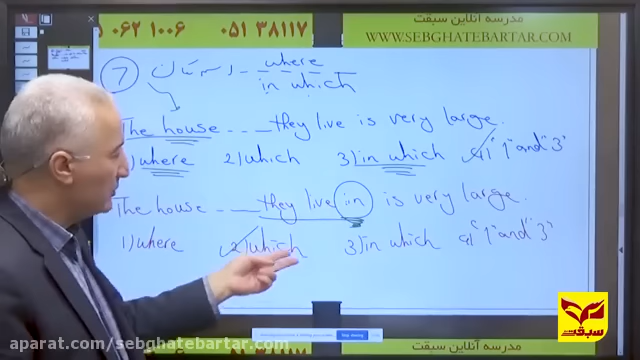 ۰۵۱ ۳۸۱۱۷ ۵ ۰۶۲ ۱۰۰۶
مدرسه آنلاین سبقت
WWW.SEBGHATEBARTAR.COM
7 where
in which
The house ---- they live is very large.
1) where 2) which 3) in which 4) "1" and "3"
The house ---- they live in is very large.
1) where 2) which 3) in which 4) "1" and "3"
سبقت
aparat.com/sebghatebartar.com
مدرسه آنلاین سبقت